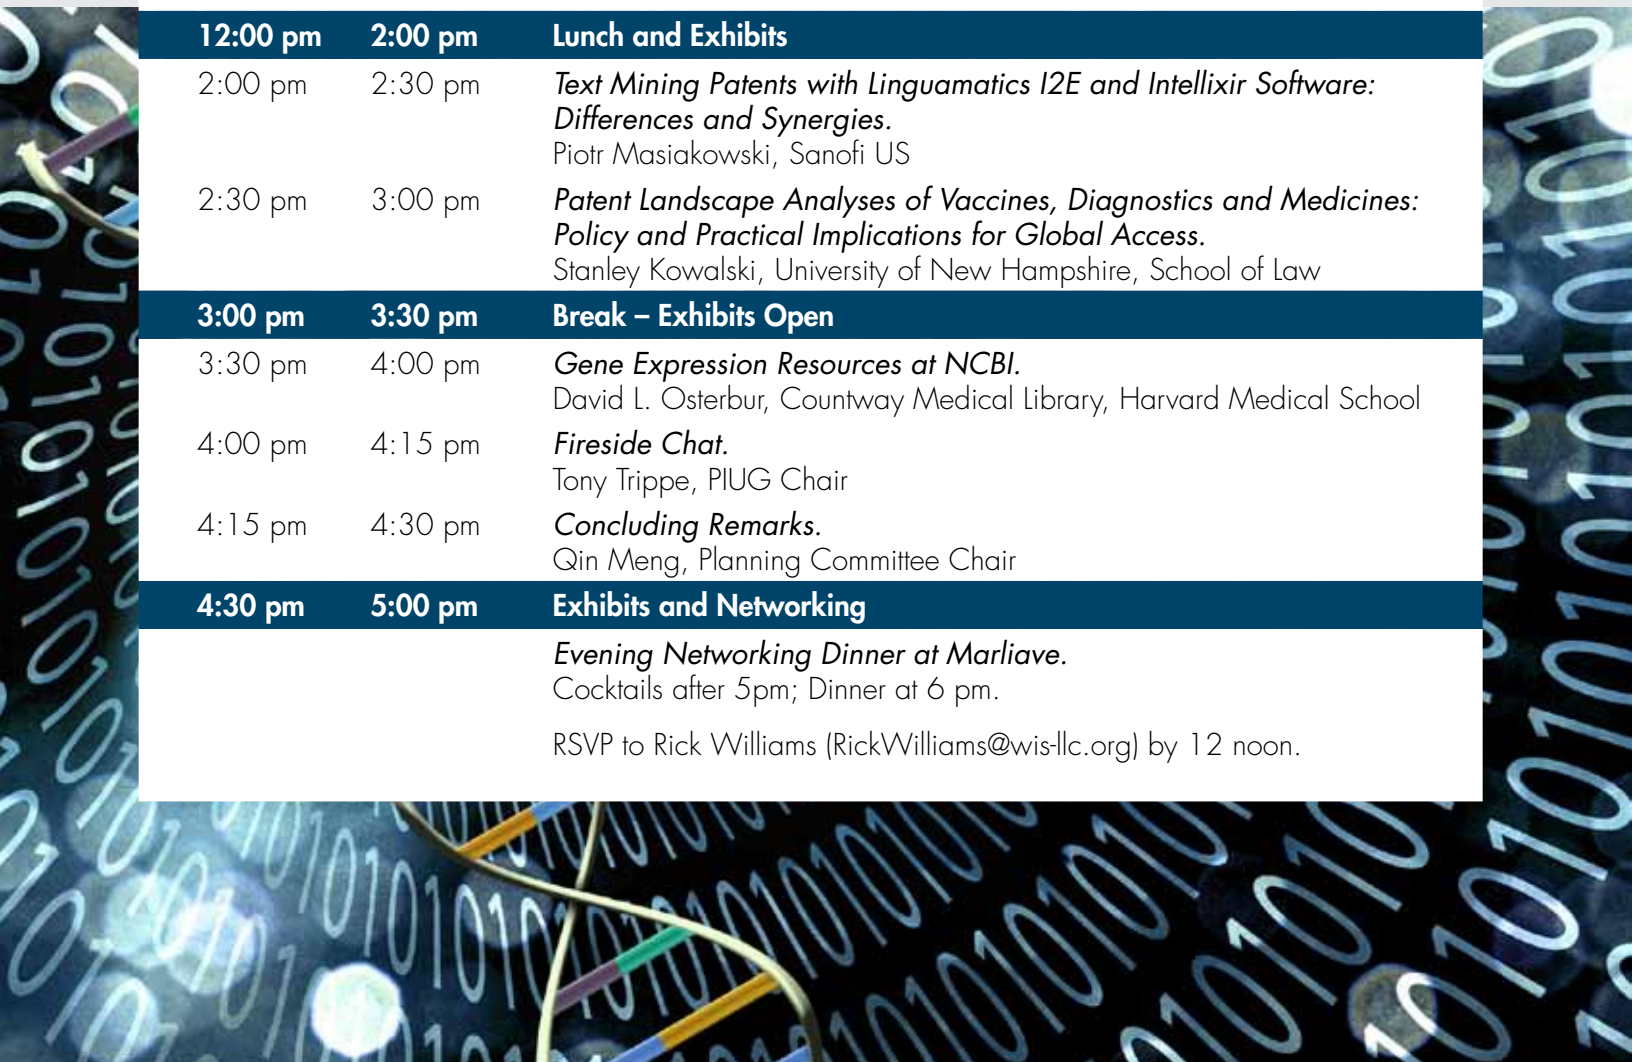 12:00 pm 2:00 pm Lunch and Exhibits
2:00 pm 2:30 pm Text Mining Patents with Linguamatics I2E and Intellixir Software:
Differences and Synergies.
Piotr Masiakowski, Sanofi US
2:30 pm 3:00 pm Patent Landscape Analyses of Vaccines, Diagnostics and Medicines:
Policy and Practical Implications for Global Access.
Stanley Kowalski, University of New Hampshire, School of Law
3:00 pm 3:30 pm Break – Exhibits Open
3:30 pm 4:00 pm Gene Expression Resources at NCBI.
David L. Osterbur, Countway Medical Library, Harvard Medical School
4:00 pm 4:15 pm Fireside Chat.
Tony Trippe, PIUG Chair
4:15 pm 4:30 pm Concluding Remarks.
Qin Meng, Planning Committee Chair
4:30 pm 5:00 pm Exhibits and Networking
Evening Networking Dinner at Marliave.
Cocktails after 5pm; Dinner at 6 pm.
RSVP to Rick Williams (RickWilliams@wis-llc.org) by 12 noon.